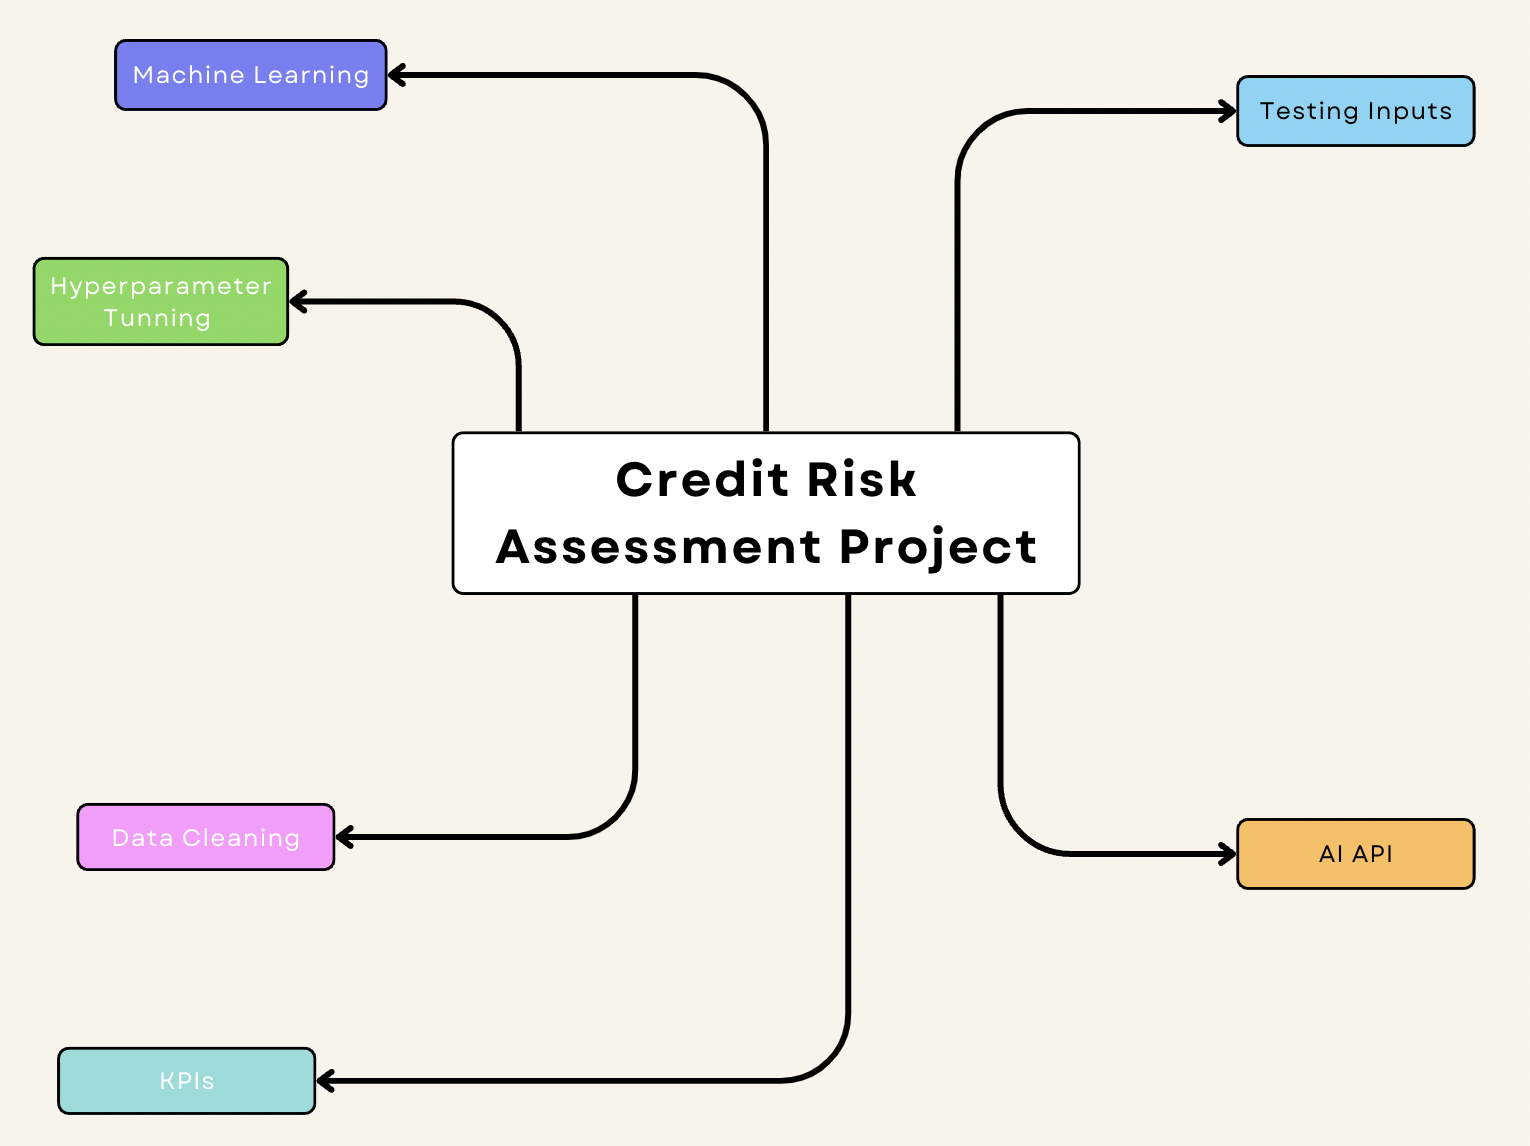 Machine Learning
Testing Inputs
Hyperparameter
Tunning
Credit Risk
Assessment Project
Data Cleaning
AI API
KPIs